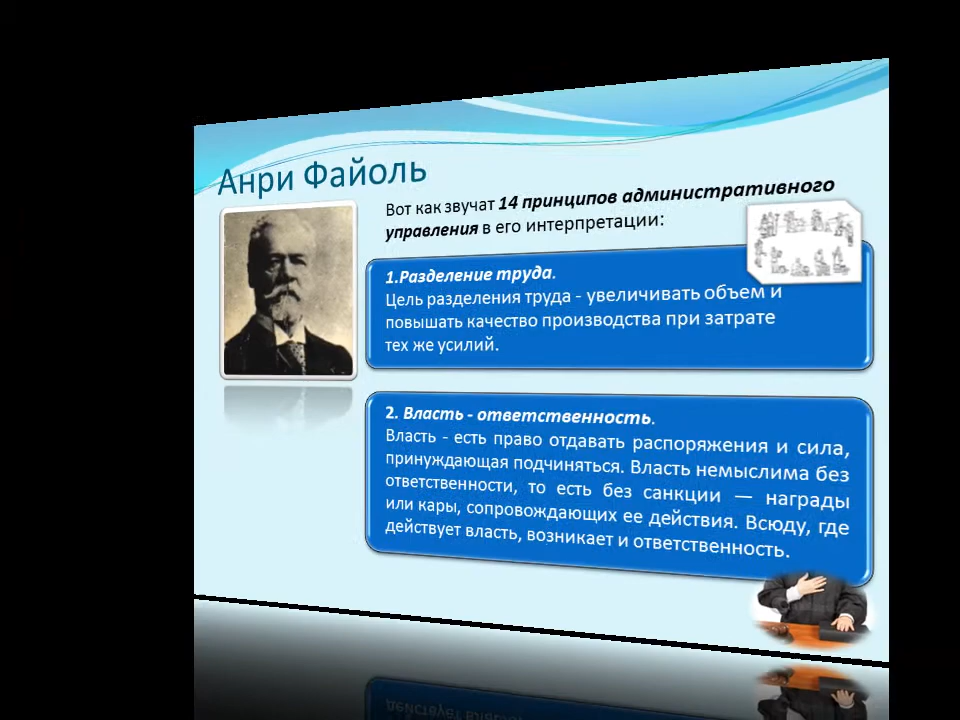 Анри Файоль
Вот как звучат 14 принципов административного
управления в его интерпретации:
1.Разделение труда.
Цель разделения труда - увеличивать объем и
повышать качество производства при затрате
тех же усилий.
2. Власть - ответственность.
Власть - есть право отдавать распоряжения и сила,
принуждающая подчиняться. Власть немыслима без
ответственности, то есть без санкции — награды
или кары, сопровождающих ее действия. Всюду, где
действует власть, возникает и ответственность.